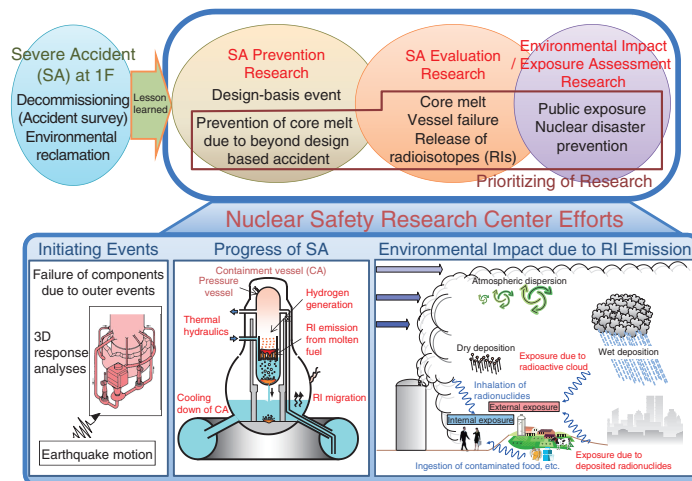 Severe Accident
(SA) at 1F
Decommissioning
(Accident survey)
Environmental
reclamation
Lesson
learned
SA Prevention
Research
Design-basis event
Prevention of core melt
due to beyond design
based accident
SA Evaluation
Research
Core melt
Vessel failure
Release of
radioisotopes (RIs)
Environmental Impact
/ Exposure Assessment
Research
Public exposure
Nuclear disaster
prevention
Prioritizing of Research
Nuclear Safety Research Center Efforts
Initiating Events
Failure of components
due to outer events
3D
response
analyses
Earthquake motion
Progress of SA
Containment vessel (CA)
Pressure
vessel
Hydrogen
generation
Thermal
hydraulics
RI emission
from molten
fuel
Cooling
down of CA
RI migration
Environmental Impact due to RI Emission
Atmospheric dispersion
Dry deposition
Wet deposition
Exposure due to
radioactive cloud
Inhalation of
radionuclides
External exposure
Internal exposure
Ingestion of contaminated food, etc.
Exposure due to
deposited radionuclides